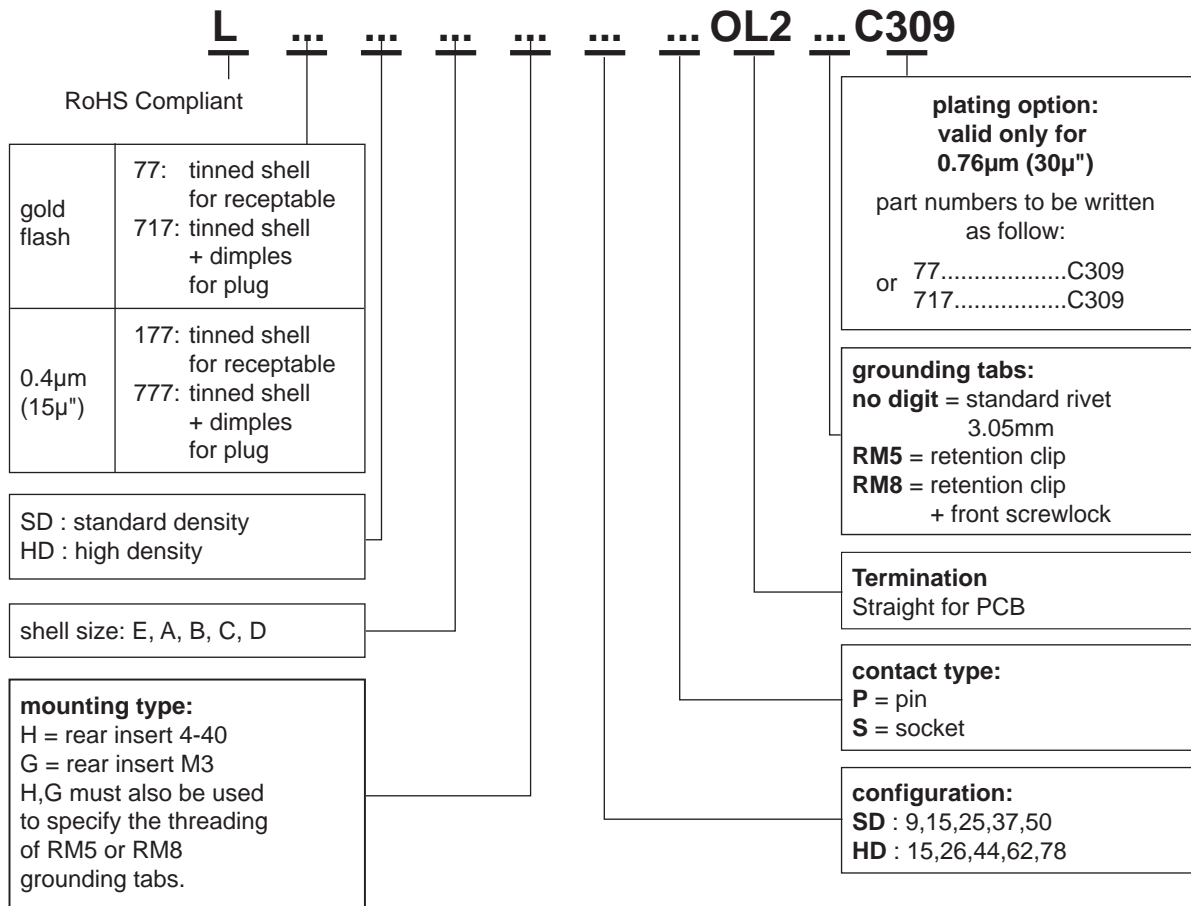 L ... ... ... ... ... ... OL2 ... C309
RoHS Compliant
gold
flash
77: tinned shell
for receptable
717: tinned shell
+ dimples
for plug
0.4µm
(15µ")
177: tinned shell
for receptable
777: tinned shell
+ dimples
for plug
SD : standard density
HD : high density
shell size: E, A, B, C, D
mounting type:
H = rear insert 4-40
G = rear insert M3
H,G must also be used
to specify the threading
of RM5 or RM8
grounding tabs.
plating option:
valid only for
0.76µm (30µ")
part numbers to be written
as follow:
77...................C309
or
717.................C309
grounding tabs:
no digit = standard rivet
3.05mm
RM5 = retention clip
RM8 = retention clip
+ front screwlock
Termination
Straight for PCB
contact type:
P = pin
S = socket
configuration:
SD : 9,15,25,37,50
HD : 15,26,44,62,78